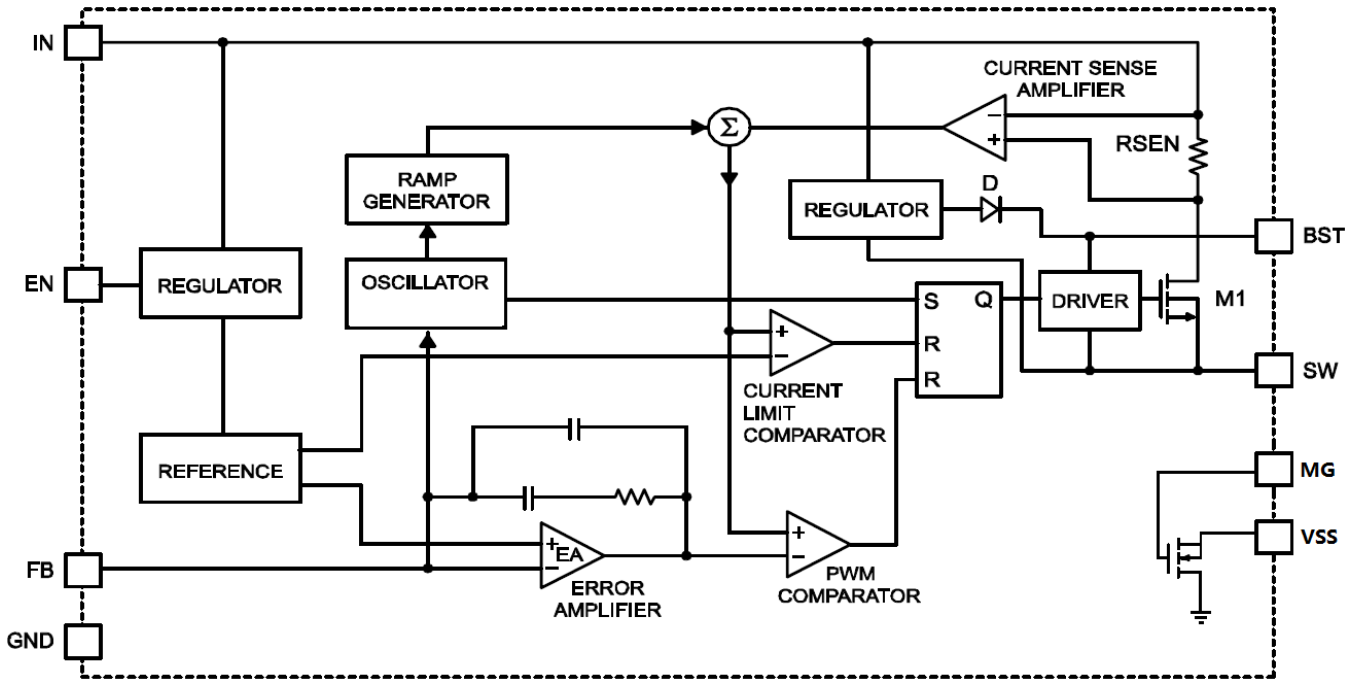 IN
CURRENT SENSE
AMPLIFIER
Σ
−
+
RSEN
RAMP
GENERATOR
REGULATOR
D
BST
EN
REGULATOR
OSCILLATOR
S
Q
DRIVER
M1
+
−
R
R
SW
CURRENT
LIMIT
COMPARATOR
REFERENCE
MG
+
EA
−
+
−
VSS
FB
ERROR
AMPLIFIER
PWM
COMPARATOR
GND